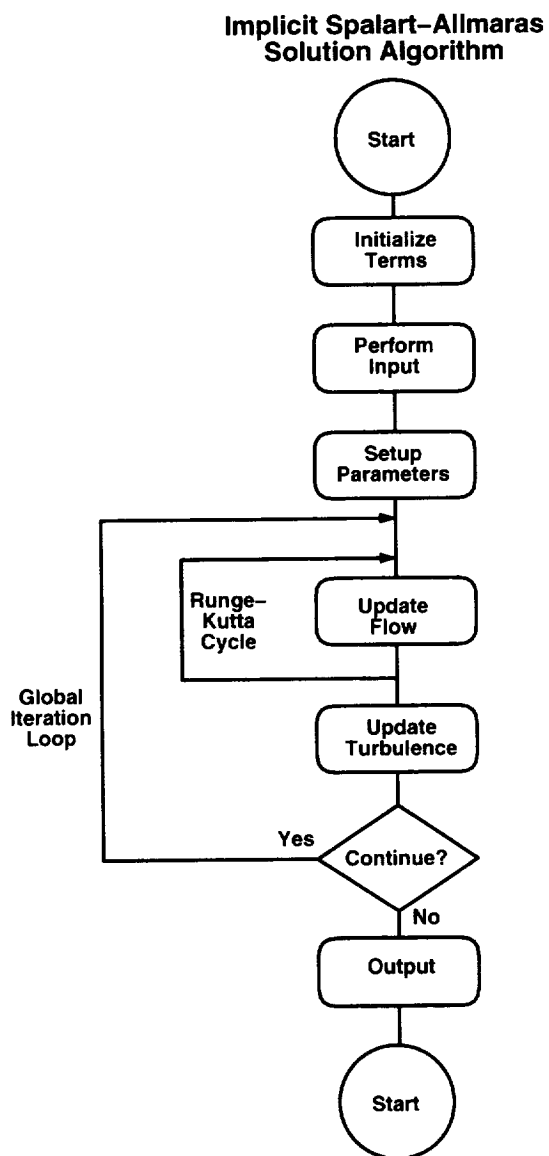 Implicit Spalart–Allmaras
Solution Algorithm
Start
Initialize
Terms
Perform
Input
Setup
Parameters
Runge–
Kutta
Cycle
Update
Flow
Global
Iteration
Loop
Update
Turbulence
Yes
Continue?
No
Output
Start